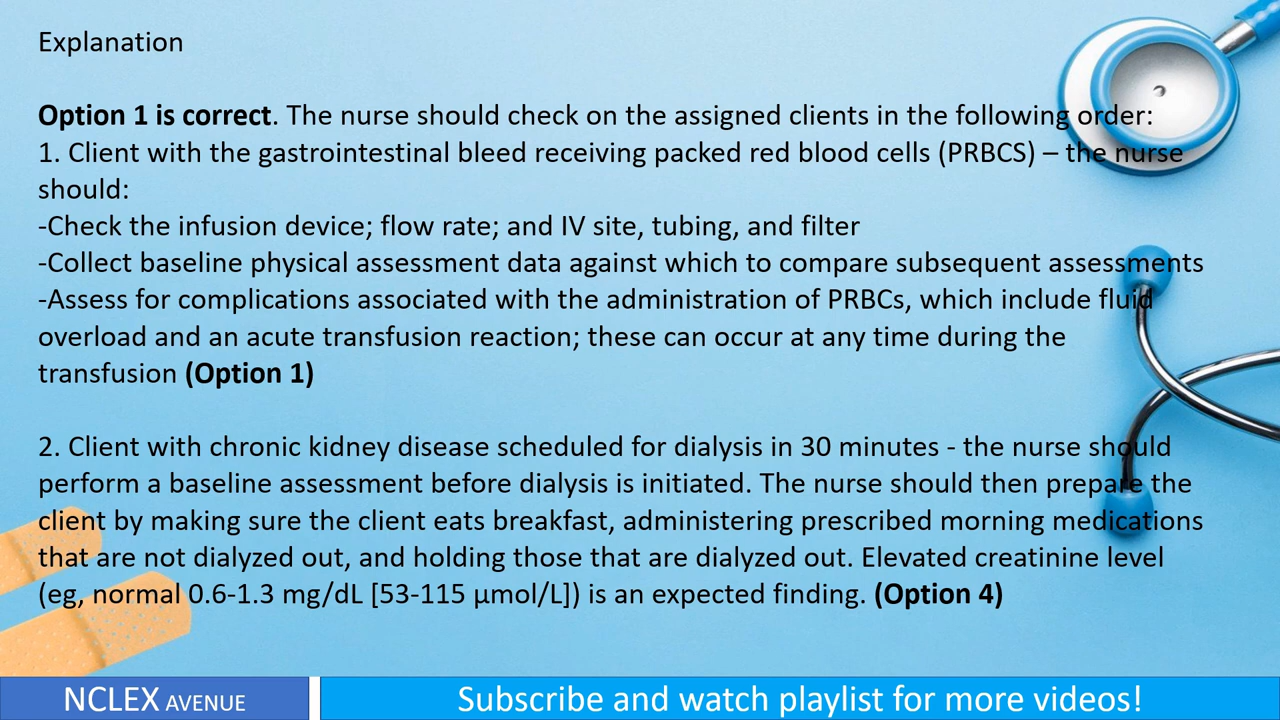 Explanation
Option 1 is correct. The nurse should check on the assigned clients in the following order:
1. Client with the gastrointestinal bleed receiving packed red blood cells (PRBCS) – the nurse
should:
-Check the infusion device; flow rate; and IV site, tubing, and filter
-Collect baseline physical assessment data against which to compare subsequent assessments
-Assess for complications associated with the administration of PRBCs, which include fluid
overload and an acute transfusion reaction; these can occur at any time during the
transfusion (Option 1)
2. Client with chronic kidney disease scheduled for dialysis in 30 minutes - the nurse should
perform a baseline assessment before dialysis is initiated. The nurse should then prepare the
client by making sure the client eats breakfast, administering prescribed morning medications
that are not dialyzed out, and holding those that are dialyzed out. Elevated creatinine level
(eg, normal 0.6-1.3 mg/dL [53-115 µmol/L]) is an expected finding. (Option 4)
NCLEX AVENUE
Subscribe and watch playlist for more videos!